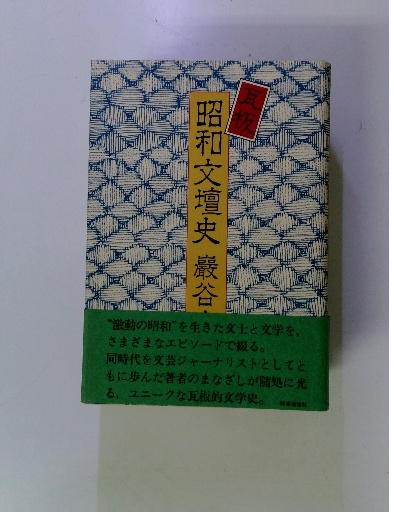 瓦板
昭和文壇史 巖谷
“激動の昭和”を生きた文士と文学を、
さまざまなエピソードで綴る。
同時代を文芸ジャーナリストとしてと
もに歩んだ著者のまなざしが随処に光
る、ユニークな瓦板的文学史。